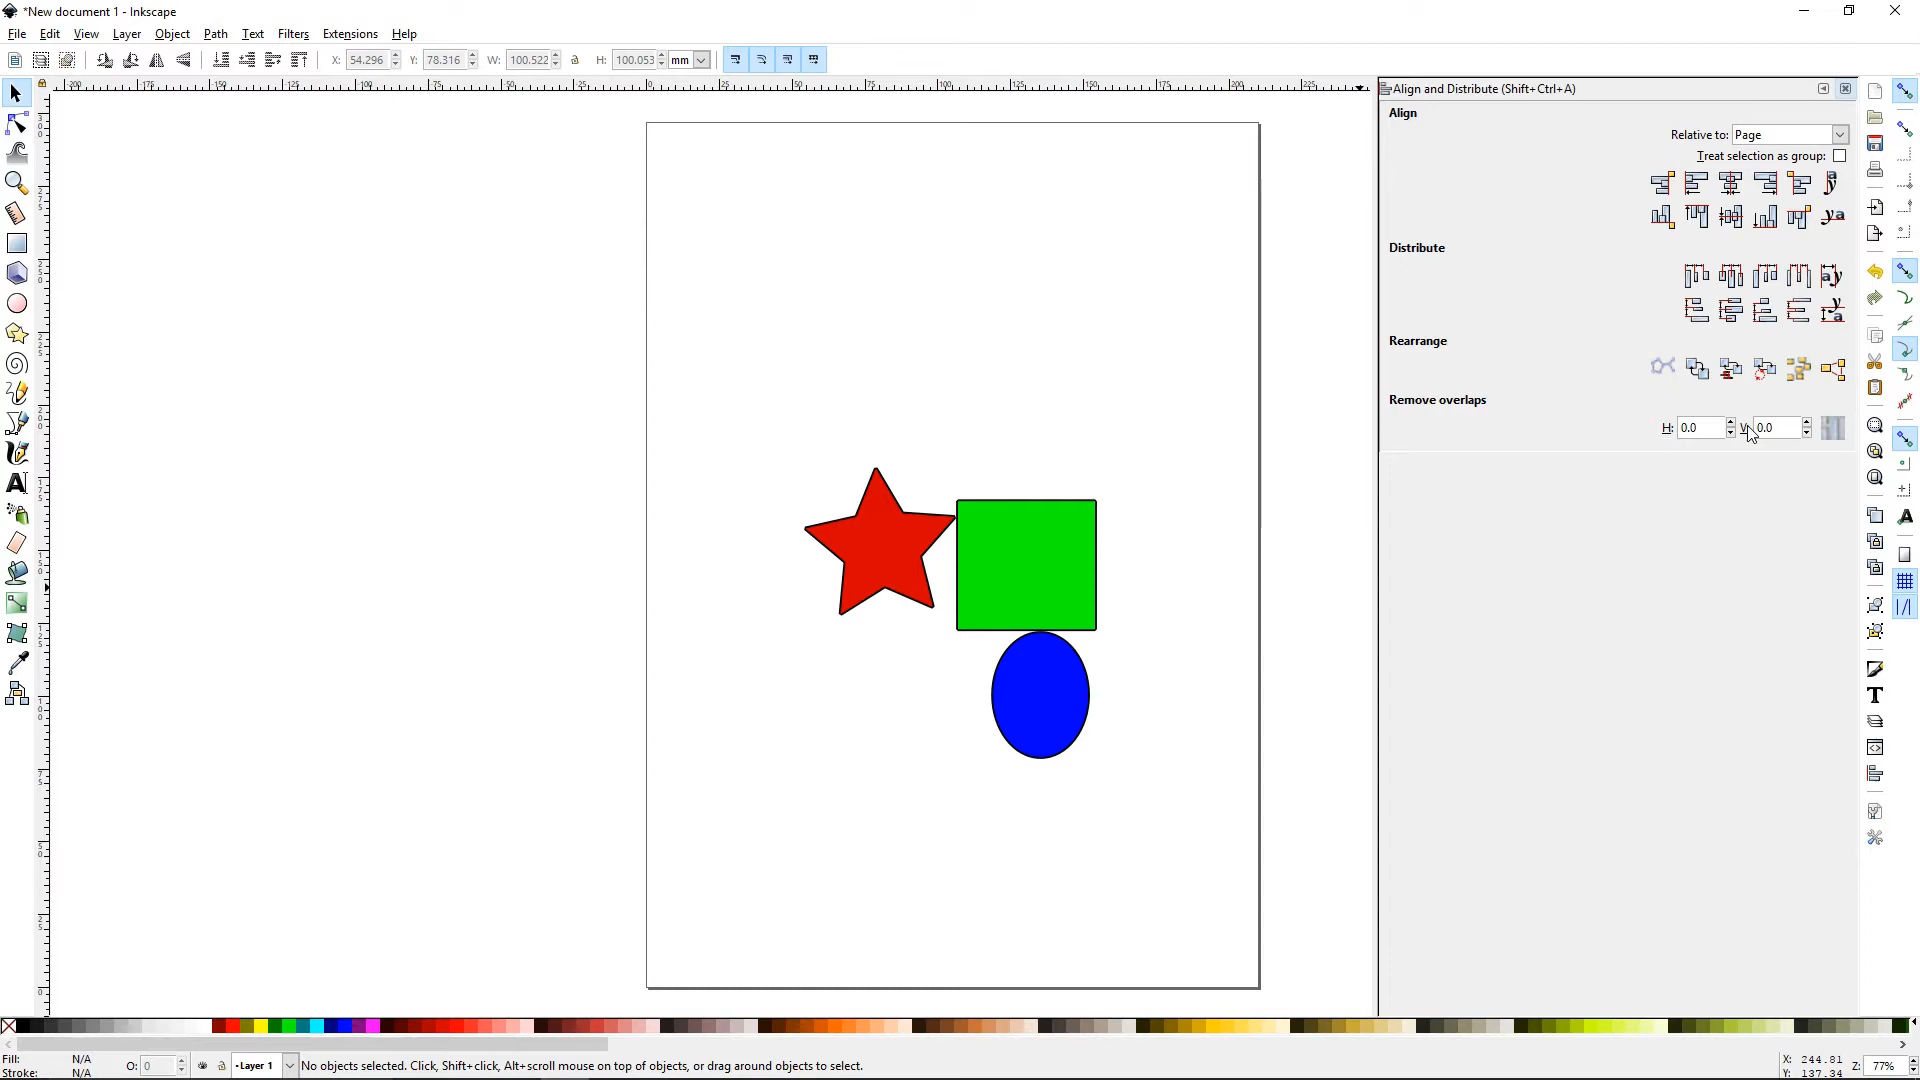 *New document 1 - Inkscape
File Edit View Layer Object Path Text Filters Extensions Help
X: 54.296 Y: 78.316 W: 100.522 H: 100.053 mm
Align and Distribute (Shift+Ctrl+A)
Align
Relative to: Page
Treat selection as group:
Distribute
Rearrange
Remove overlaps
H: 0.0 V: 0.0
Fill: N/A
Stroke: N/A
O: 0
•Layer 1
No objects selected. Click, Shift+click, Alt+scroll mouse on top of objects, or drag around objects to select.
X: 244.81
Y: 137.34
Z: 77%